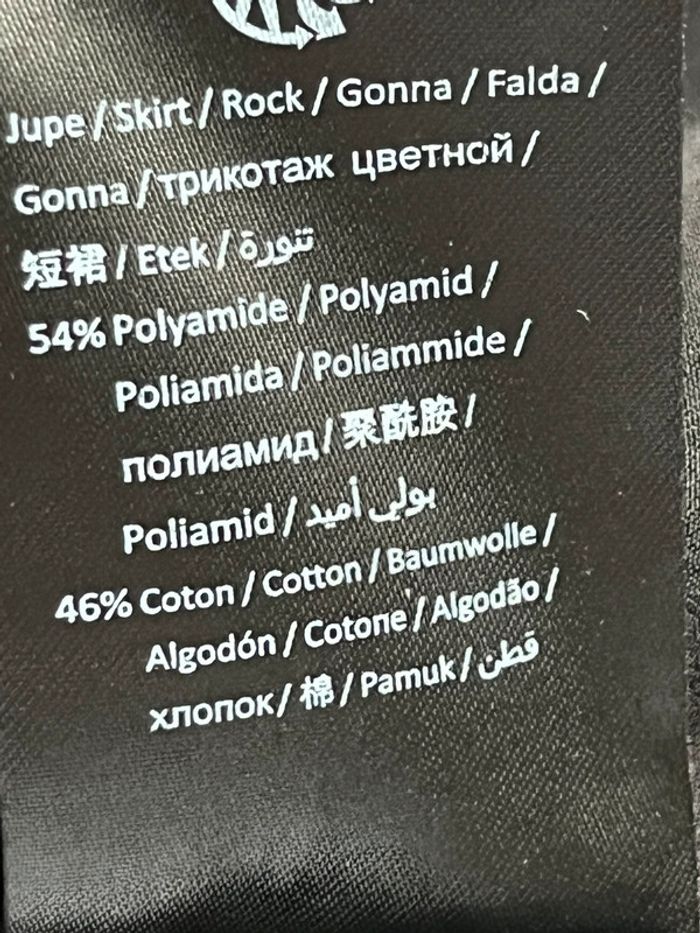 Jupe / Skirt / Rock / Gonna / Falda /
Gonna / трикотаж цветной /
短裙 / Etek / تنورة
54% Polyamide / Polyamid /
Poliamida / Poliammide /
полиамид / 聚酰胺 /
Poliamid / بولي أميد
46% Coton / Cotton / Baumwolle /
Algodón / Cotone / Algodão /
хлопок / 棉 / Pamuk / قطن